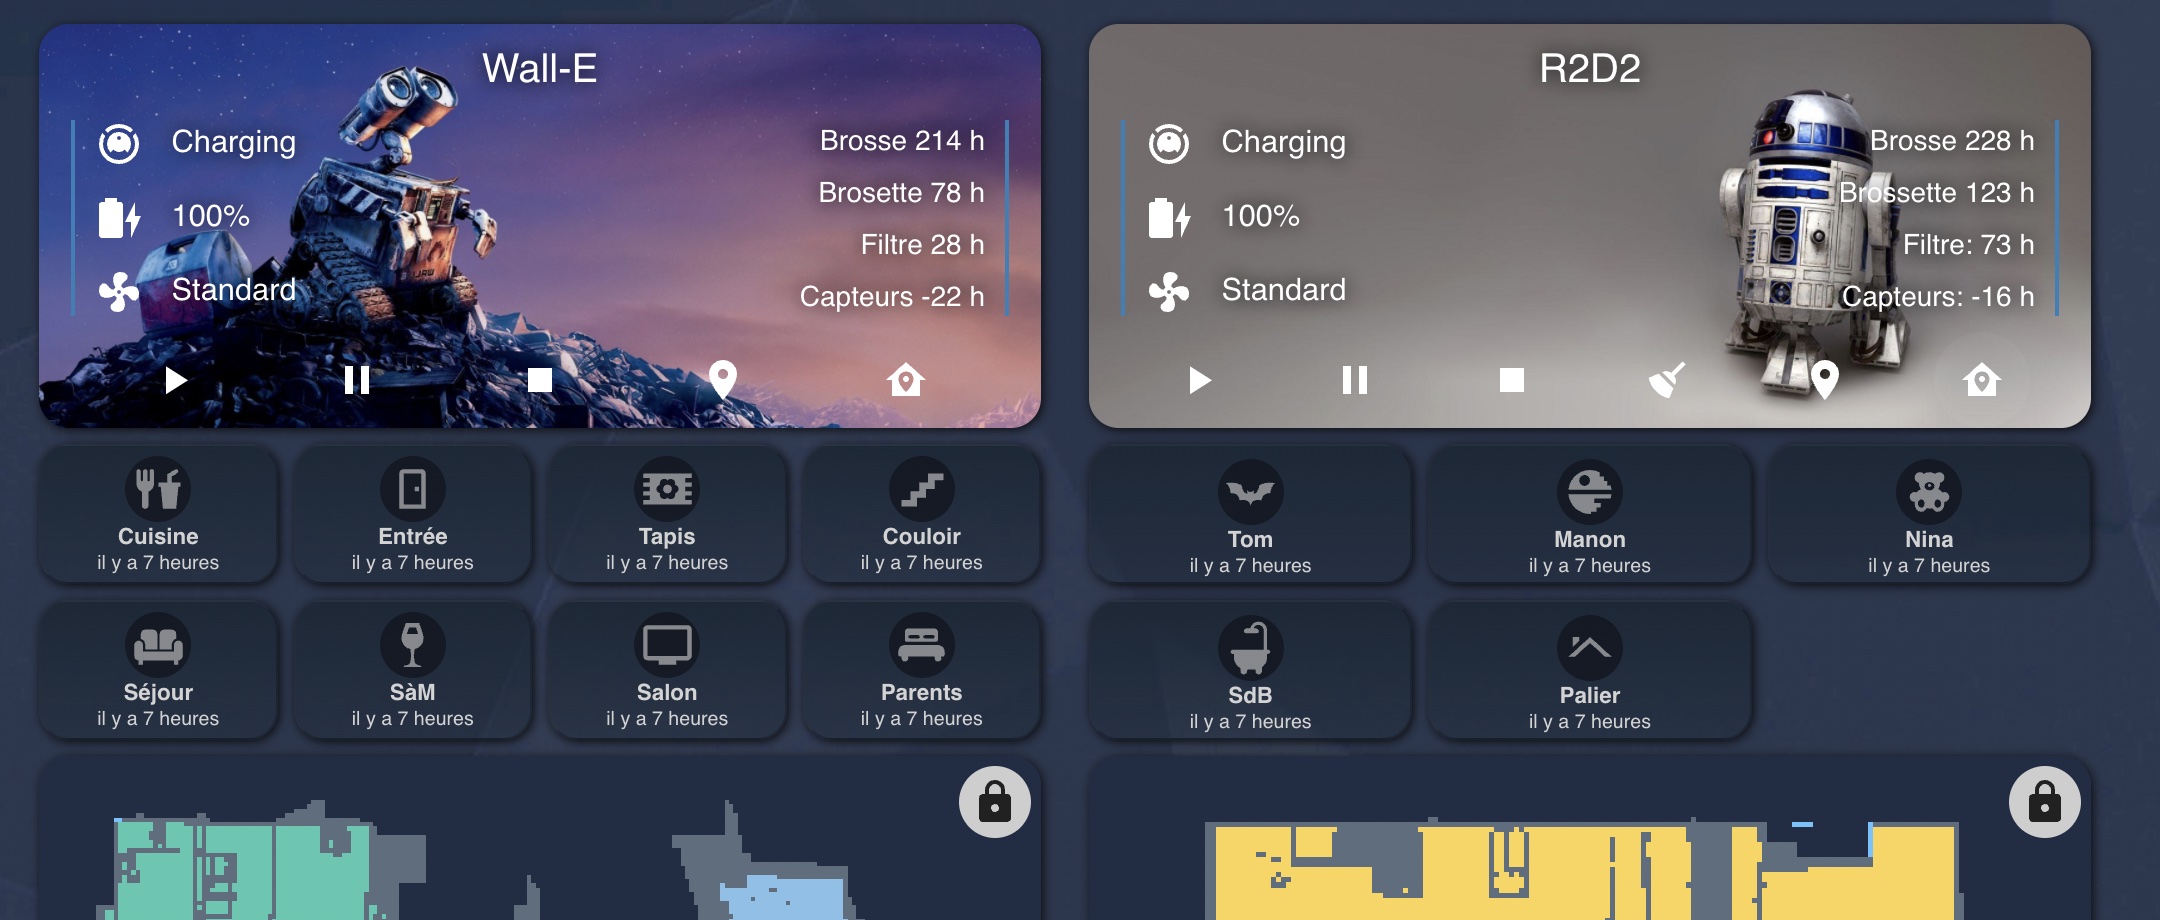 Wall-E
Charging
100%
Standard
Brosse 214 h
Brosette 78 h
Filtre 28 h
Capteurs -22 h
R2D2
Charging
100%
Standard
Brosse 228 h
Brossette 123 h
Filtre: 73 h
Capteurs: -16 h
Cuisine
il y a 7 heures
Entrée
il y a 7 heures
Tapis
il y a 7 heures
Couloir
il y a 7 heures
Séjour
il y a 7 heures
SàM
il y a 7 heures
Salon
il y a 7 heures
Parents
il y a 7 heures
Tom
il y a 7 heures
Manon
il y a 7 heures
Nina
il y a 7 heures
SdB
il y a 7 heures
Palier
il y a 7 heures